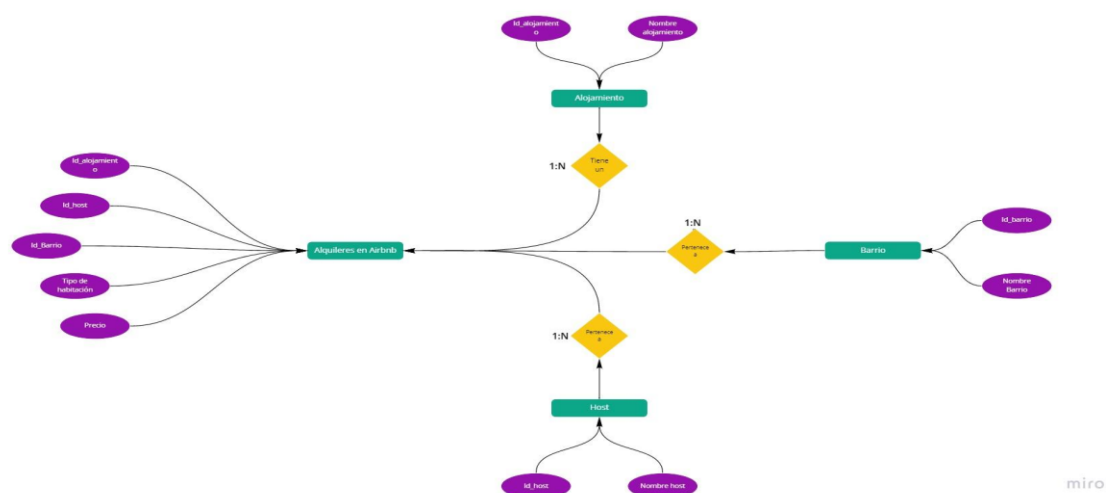 Id_alojamient
o
Nombre
alojamiento
Alojamiento
Tiene
un
1:N
Id_alojamient
o
Id_host
Id_Barrio
Tipo de
habitación
Precio
Alquileres en Airbnb
1:N
Pertenece
a
Barrio
Id_barrio
Nombre
Barrio
1:N
Pertenece
a
Host
Id_host
Nombre host
miro